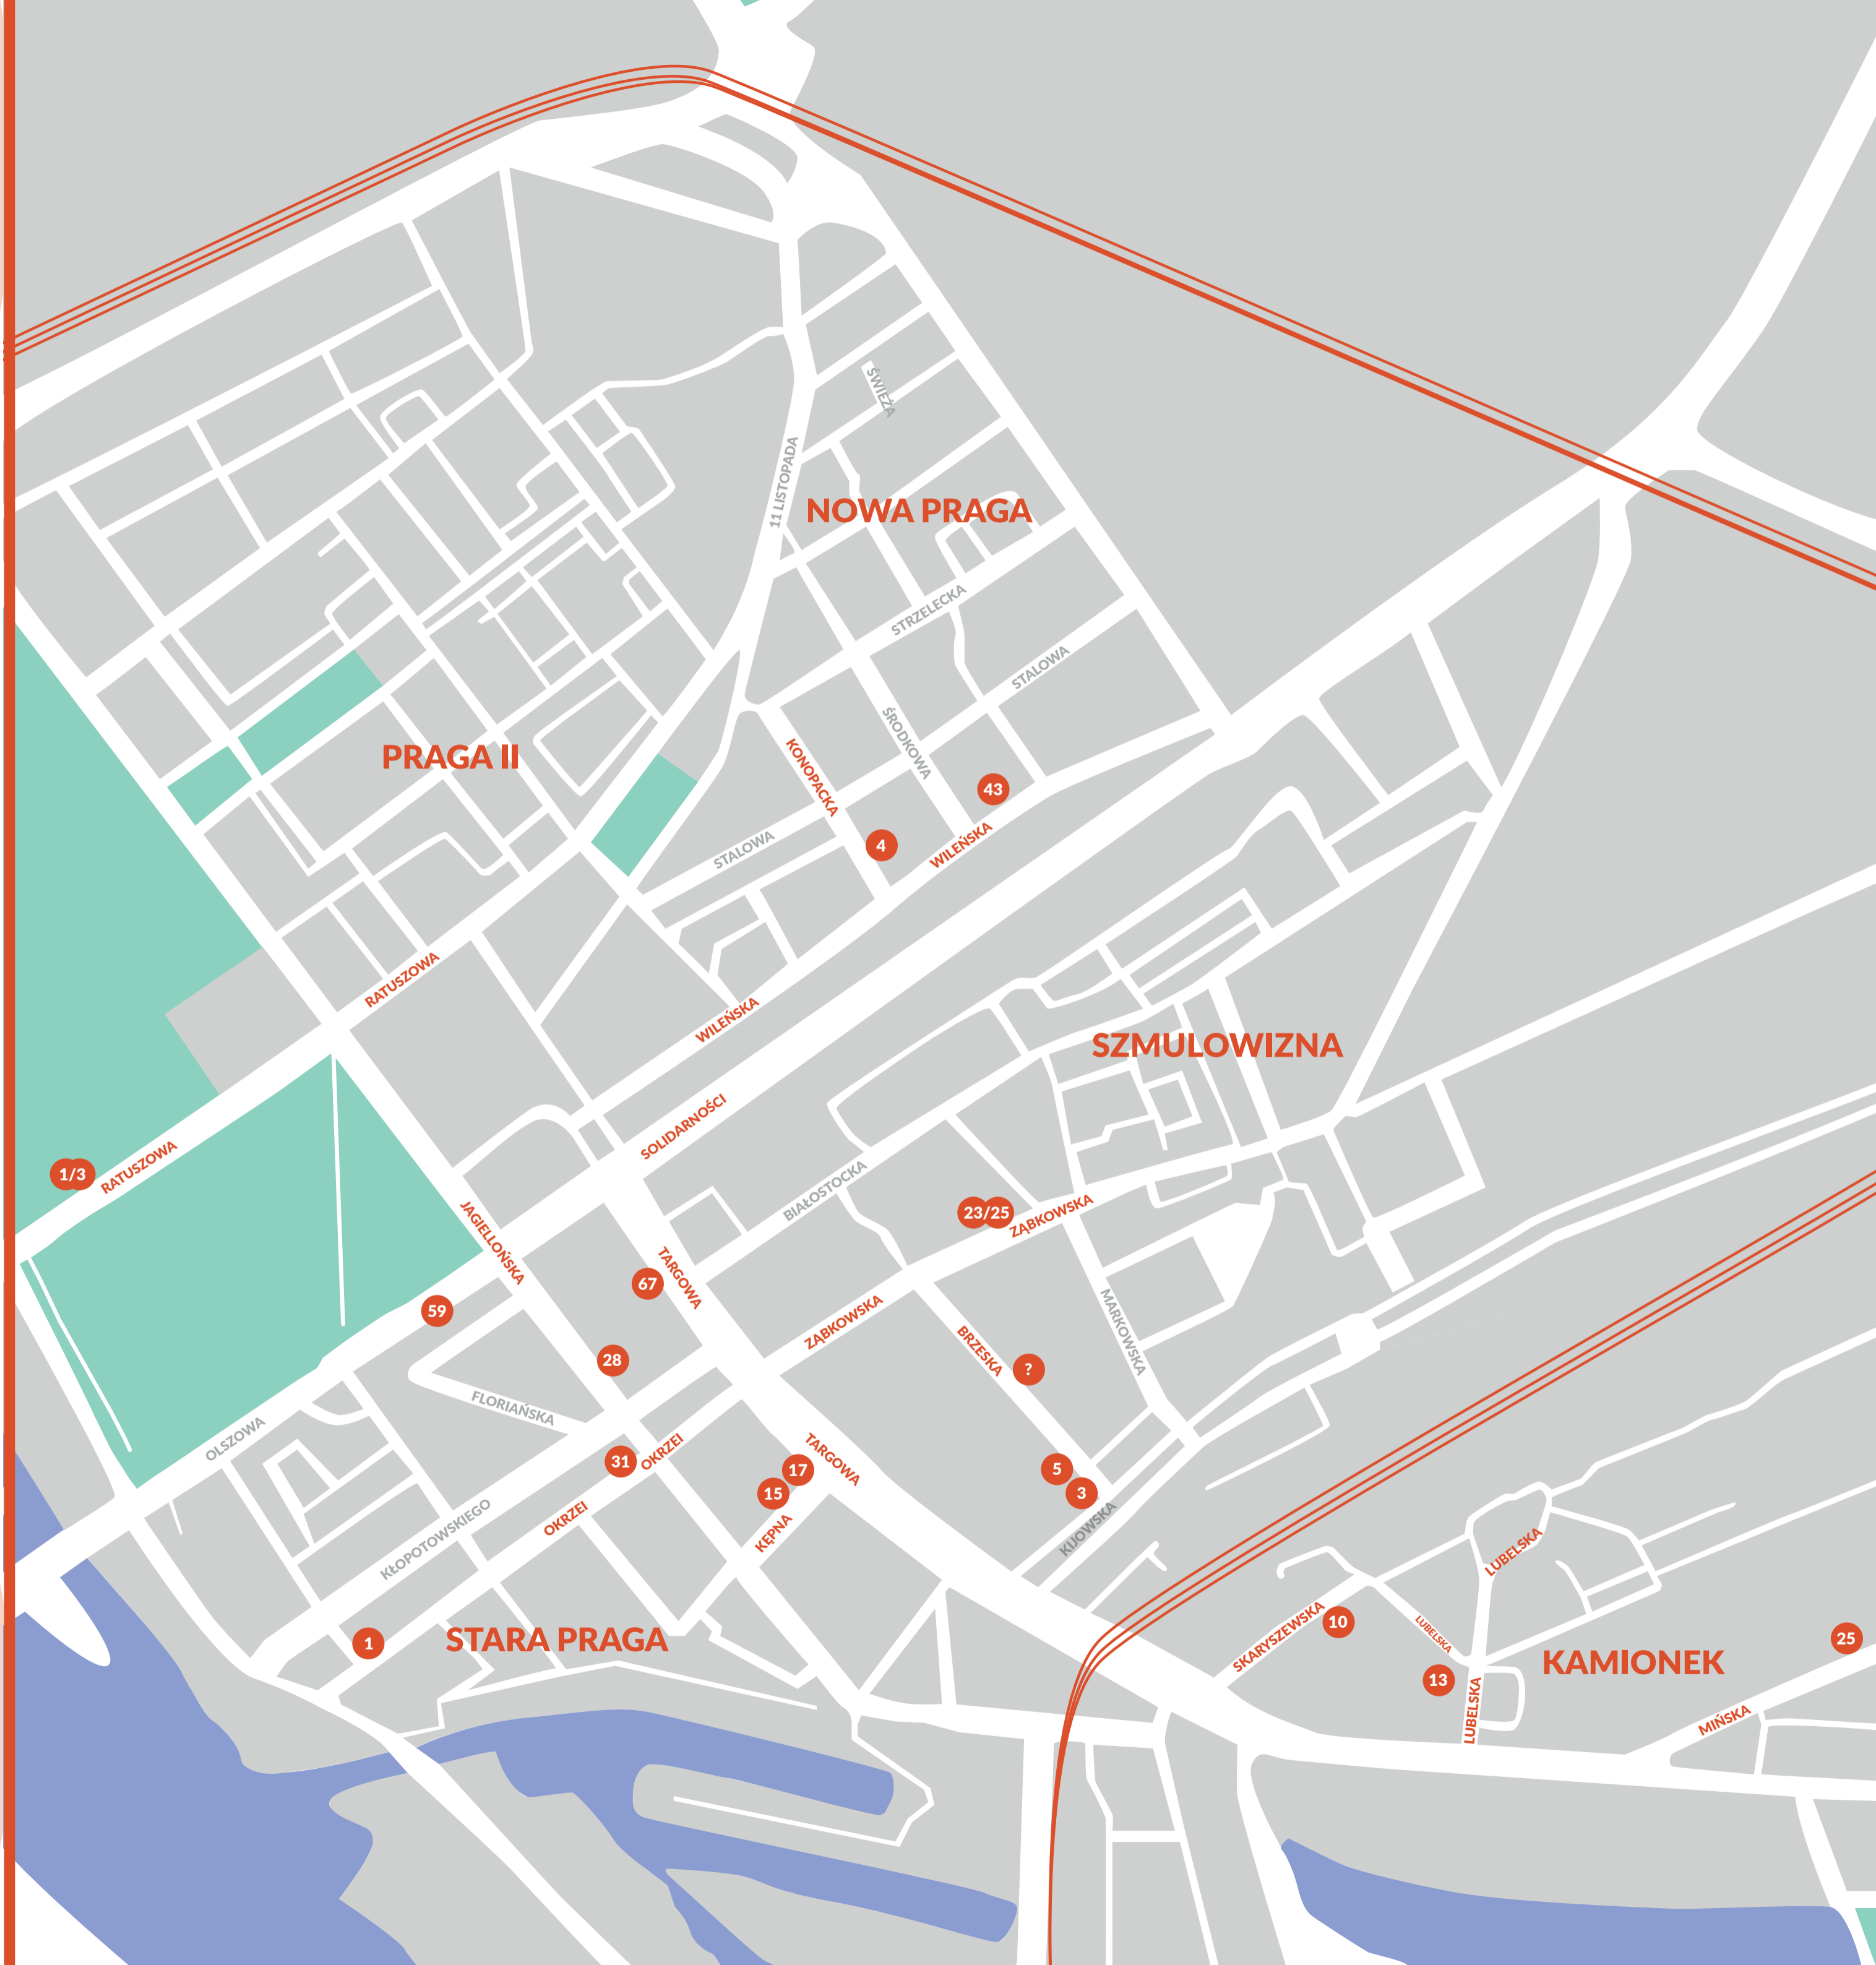 ŚWIEŻA
11 LISTOPADA
NOWA PRAGA
STRZELECKA
STALOWA
ŚRODKOWA
PRAGA II
KONOPACKA
43
4
WILEŃSKA
STALOWA
RATUSZOWA
WILEŃSKA
SZMULOWIZNA
SOLIDARNOŚCI
1/3
RATUSZOWA
BIAŁOSTOCKA
JAGIELLOŃSKA
23/25
ZĄBKOWSKA
TARGOWA
67
59
ZĄBKOWSKA
MARKOWSKA
BRZESKA
28
?
FLORIAŃSKA
OLSZOWA
31
OKRZEI
TARGOWA
17
15
5
3
KŁOPOTOWSKIEGO
OKRZEI
KĘPNA
KIJOWSKA
LUBELSKA
1
STARA PRAGA
SKARYSZEWSKA
10
LUBELSKA
25
KAMIONEK
13
LUBELSKA
MIŃSKA